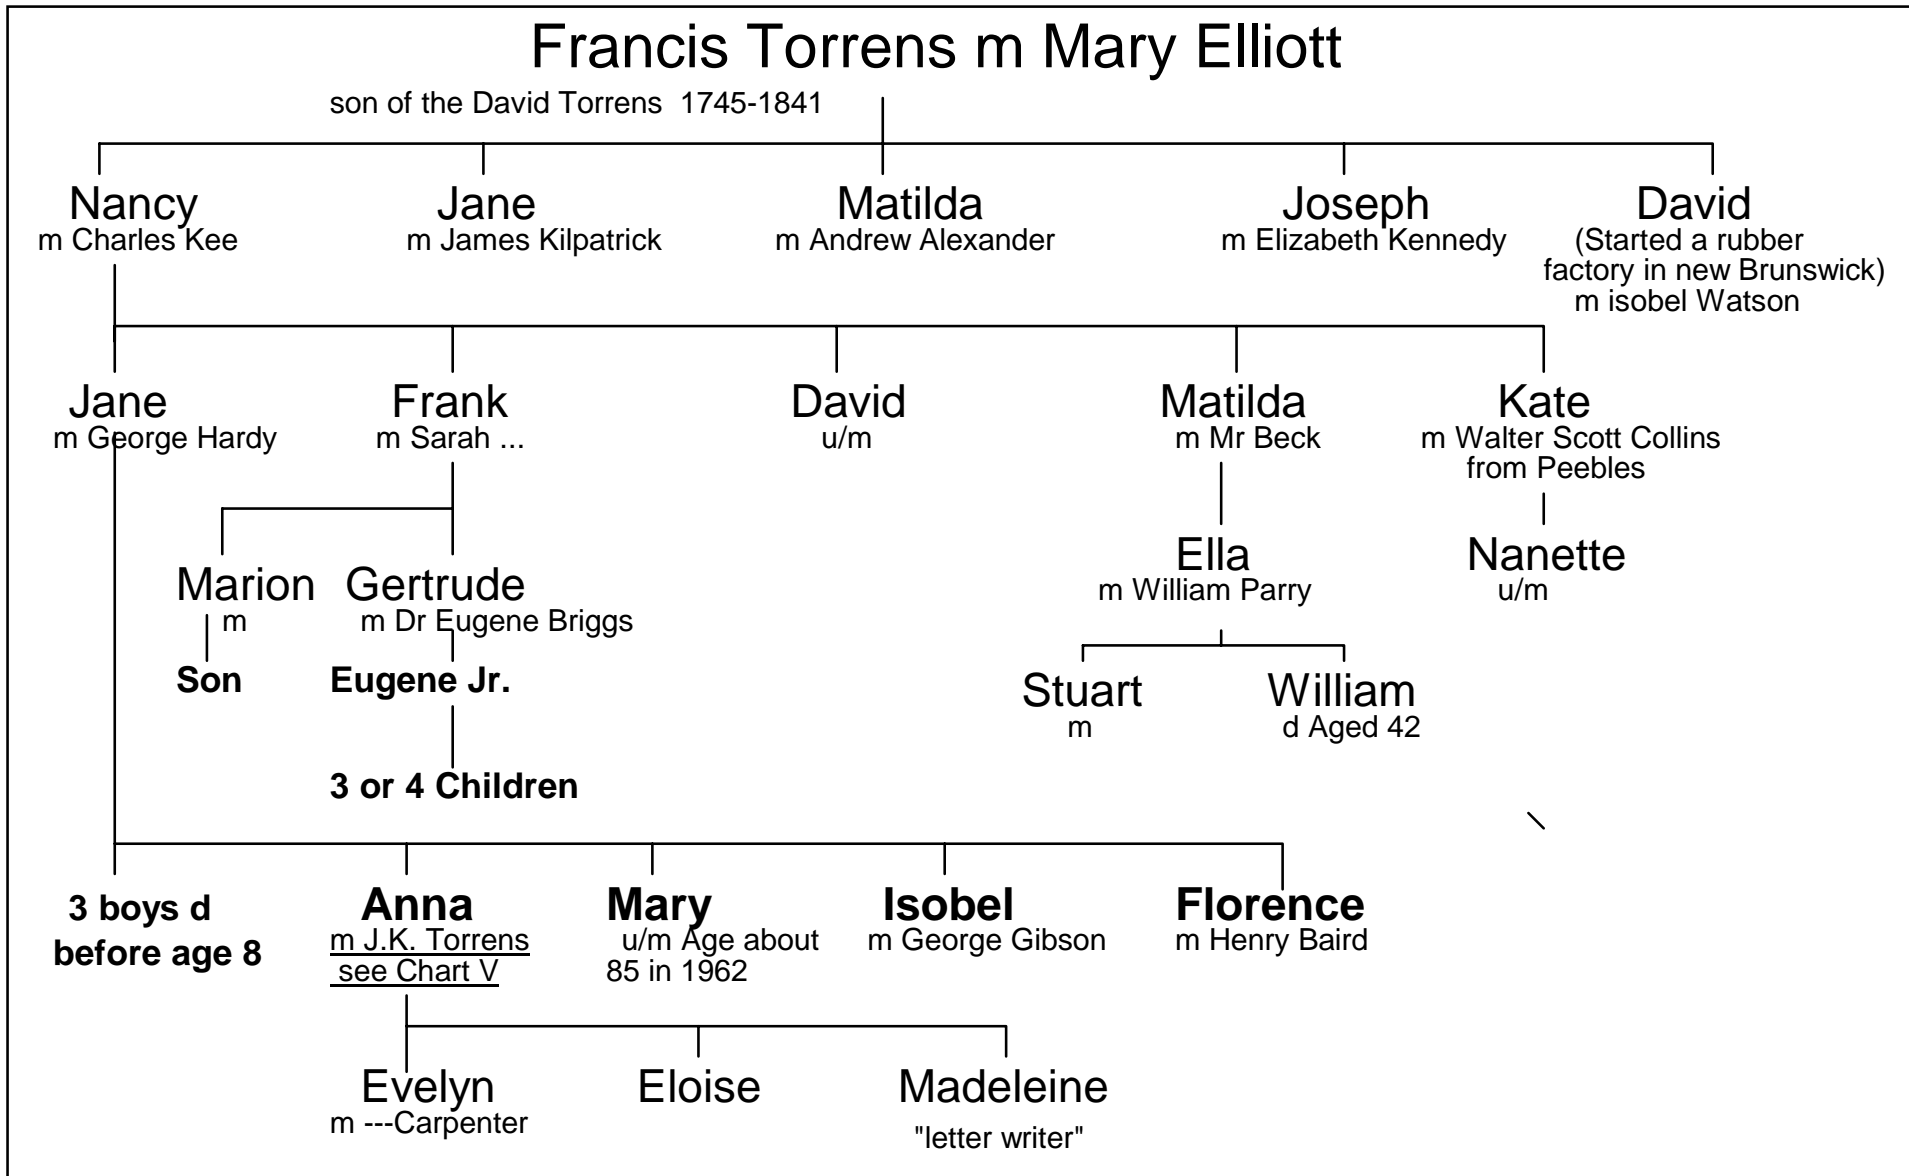 Francis Torrens m Mary Elliott
son of the David Torrens 1745-1841
Nancy
m Charles Kee
Jane
m James Kilpatrick
Matilda
m Andrew Alexander
Joseph
m Elizabeth Kennedy
David
(Started a rubber
factory in new Brunswick)
m isobel Watson
Jane
m George Hardy
Frank
m Sarah ...
David
u/m
Matilda
m Mr Beck
Kate
m Walter Scott Collins
from Peebles
Marion
m
Gertrude
m Dr Eugene Briggs
Ella
m William Parry
Nanette
u/m
Son
Eugene Jr.
Stuart
m
William
d Aged 42
3 or 4 Children
3 boys d
before age 8
Anna
m J.K. Torrens
see Chart V
Mary
u/m Age about
85 in 1962
Isobel
m George Gibson
Florence
m Henry Baird
Evelyn
m ---Carpenter
Eloise
Madeleine
"letter writer"